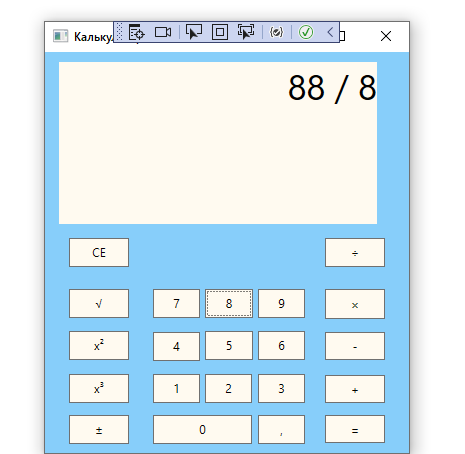 Кальку
88 / 8
CE ÷
√ 7 8 9 ×
x² 4 5 6 -
x³ 1 2 3 +
± 0 , =